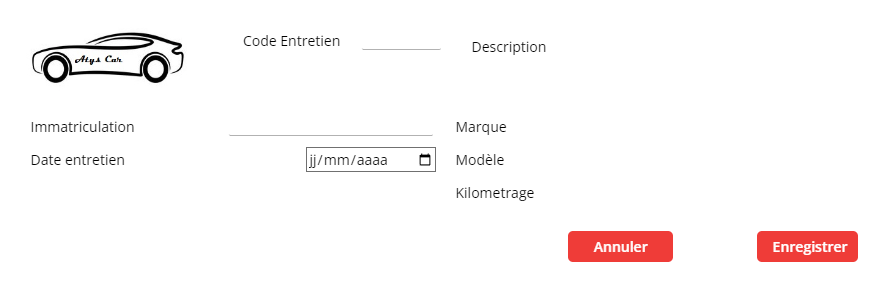 Atys Car
Code Entretien
Description
Immatriculation
Marque
Date entretien
jj/mm/aaaa
Modèle
Kilometrage
Annuler
Enregistrer